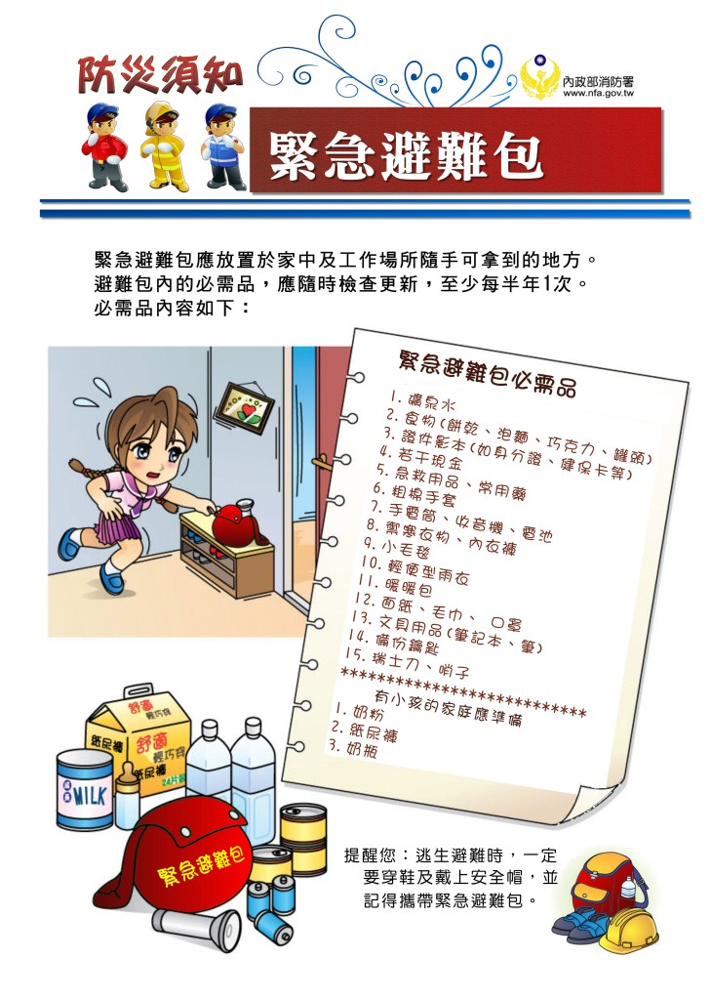 防災須知
內政部消防署
www.nfa.gov.tw
緊急避難包
緊急避難包應放置於家中及工作場所隨手可拿到的地方。
避難包內的必需品，應隨時檢查更新，至少每半年1次。
必需品內容如下：
緊急避難包必需品
1. 礦泉水
2. 食物(餅乾、泡麵、巧克力、罐頭)
3. 證件影本(如身分證、健保卡等)
4. 若干現金
5. 急救用品、常用藥
6. 粗棉手套
7. 手電筒、收音機、電池
8. 禦寒衣物、內衣褲
9. 小毛毯
10. 輕便型雨衣
11. 暖暖包
12. 面紙、毛巾、 口罩
13. 文具用品(筆記本、筆)
14. 備份鑰匙
15. 瑞士刀、哨子
***************************
有小孩的家庭應準備
1. 奶粉
2. 紙尿褲
3. 奶瓶
舒適
輕巧穿
紙尿褲
舒適
輕巧穿
紙尿褲
24片裝
MILK
緊急避難包
提醒您：逃生避難時，一定
要穿鞋及戴上安全帽，並
記得攜帶緊急避難包。